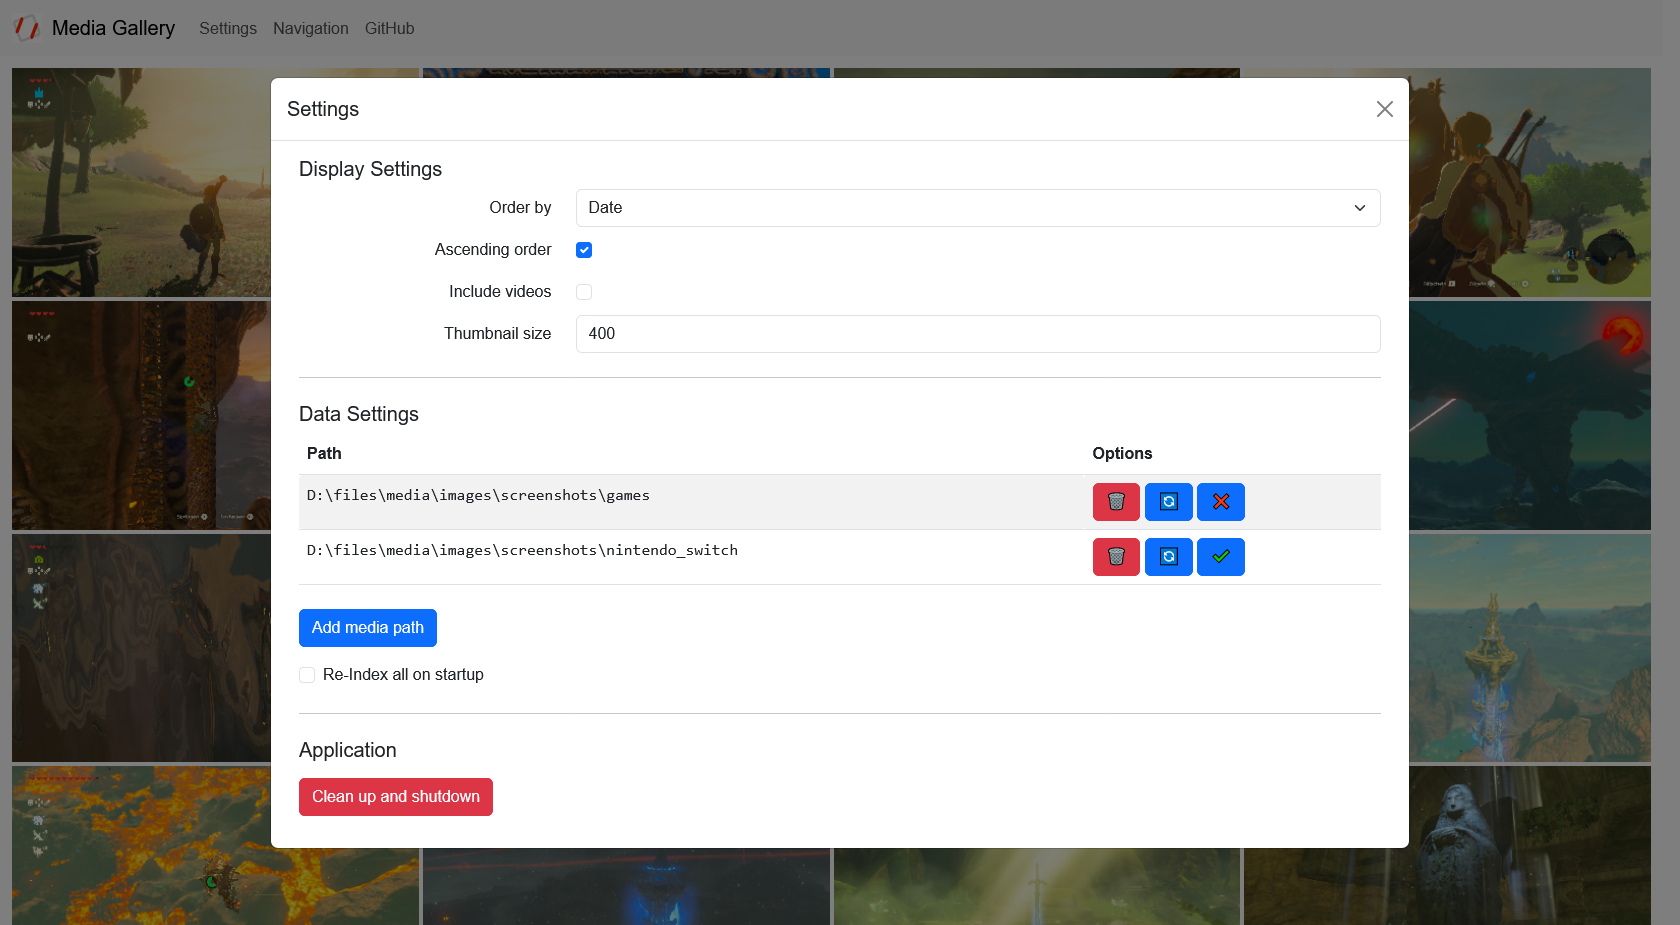 Media Gallery Settings Navigation GitHub
Settings
Display Settings
Order by Date
Ascending order
Include videos
Thumbnail size 400
Data Settings
Path Options
D:\files\media\images\screenshots\games
D:\files\media\images\screenshots\nintendo_switch
Add media path
Re-Index all on startup
Application
Clean up and shutdown